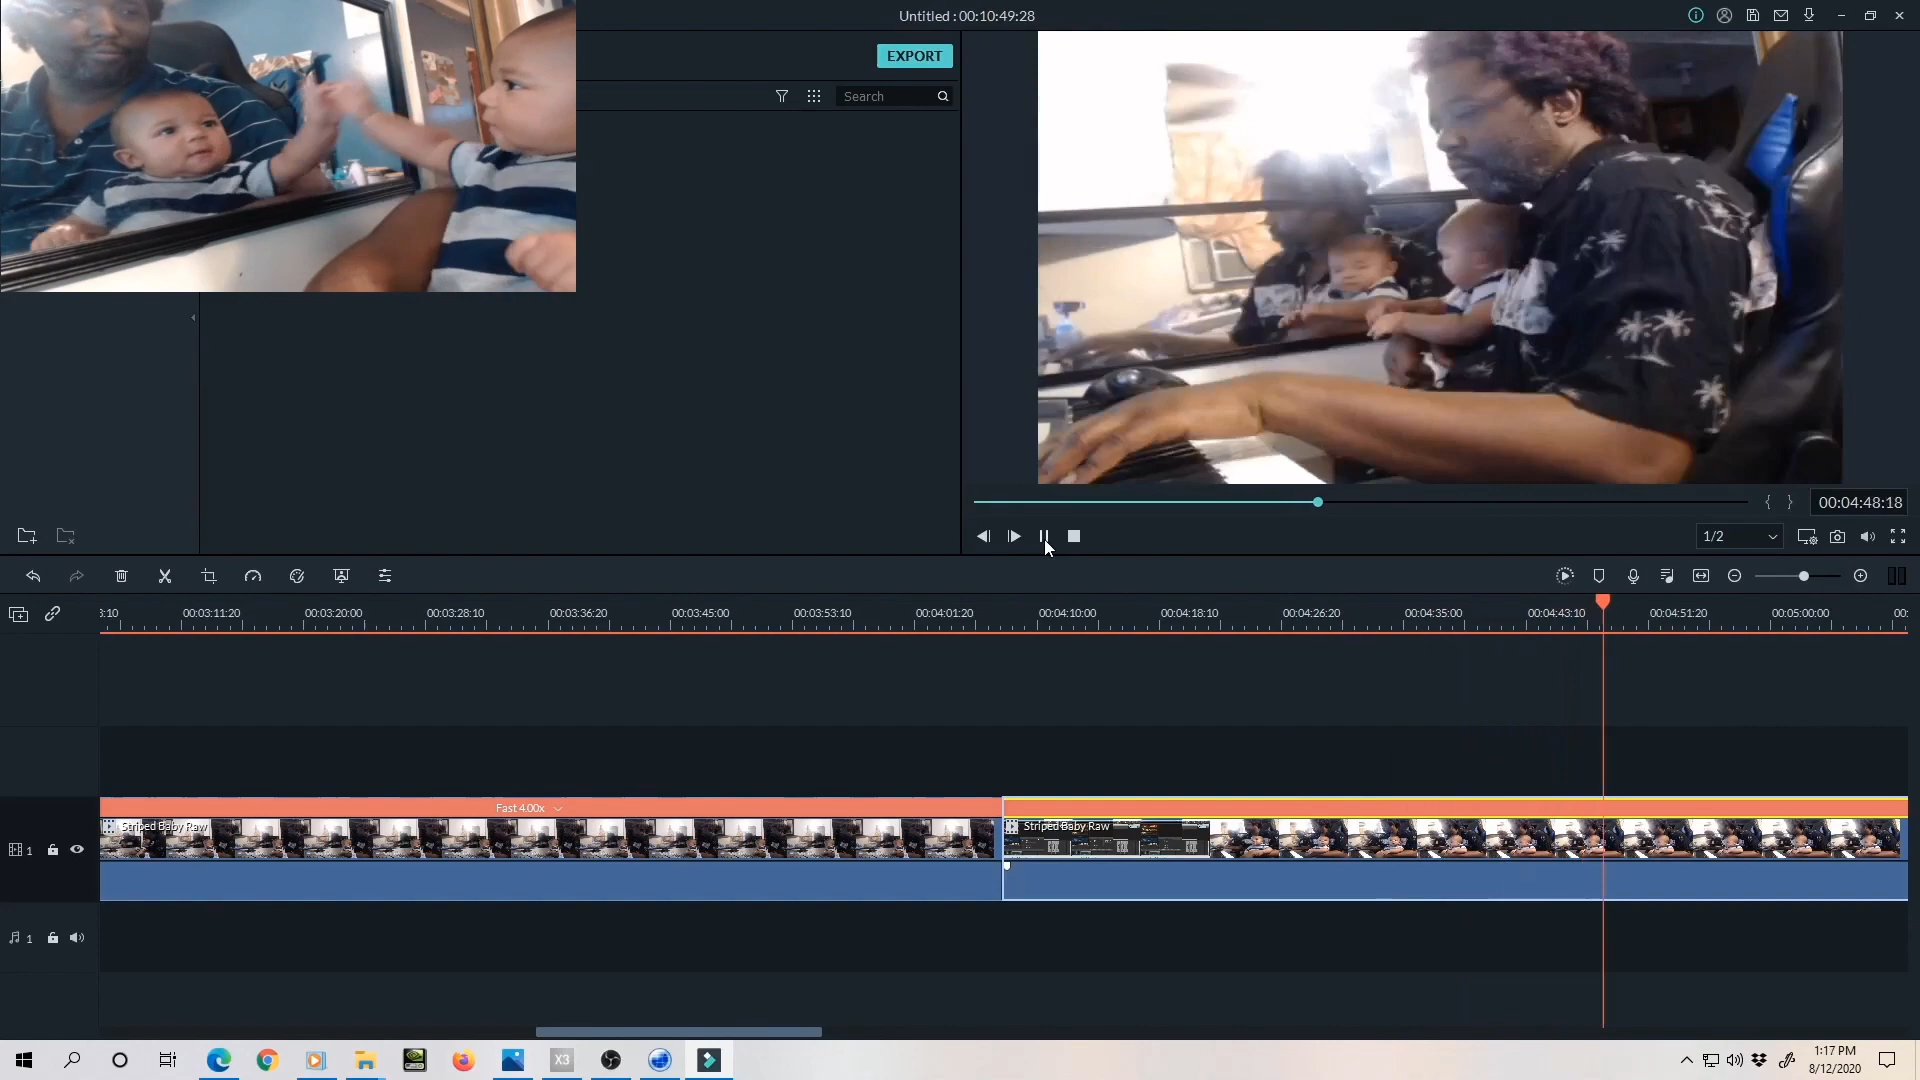 Untitled : 00:10:49:28
EXPORT
Search
{ }
00:04:48:18
1/2
00:03:11:20
00:03:20:00
00:03:28:10
00:03:36:20
00:03:45:00
00:03:53:10
00:04:01:20
00:04:10:00
00:04:18:10
00:04:26:20
00:04:35:00
00:04:43:10
00:04:51:20
00:05:00:00
Fast 4.00x
Striped Baby Raw
Striped Baby Raw
1
1
X3
1:17 PM
8/12/2020